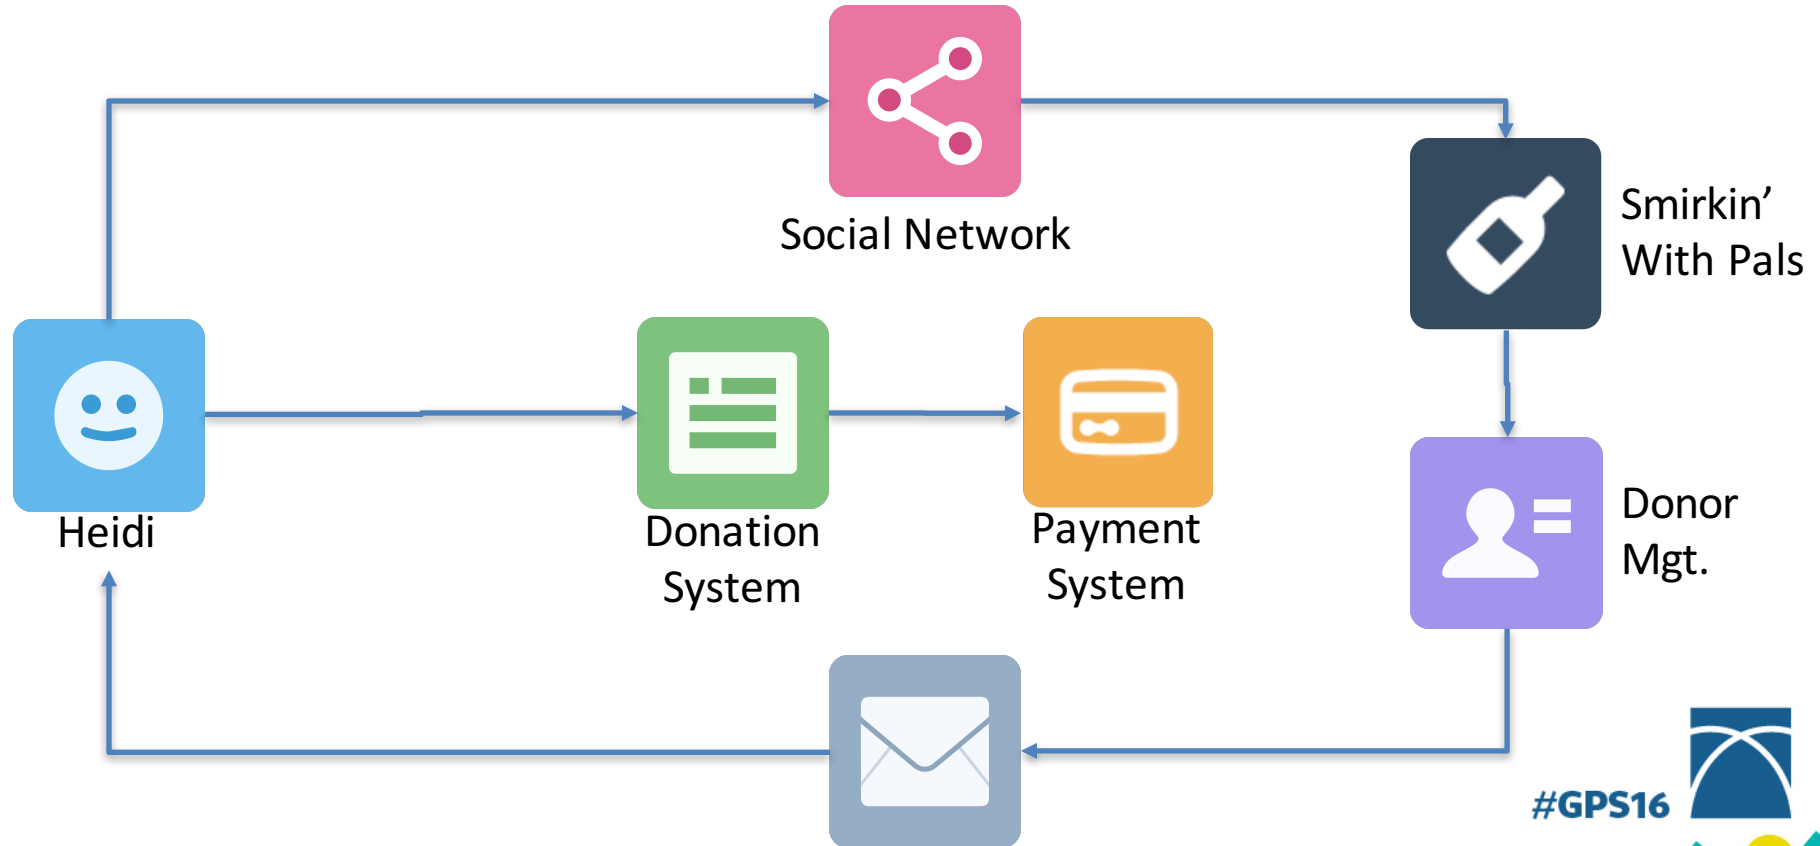 Social Network
Smirkin’
With Pals
Heidi
Donation
System
Payment
System
Donor
Mgt.
#GPS16